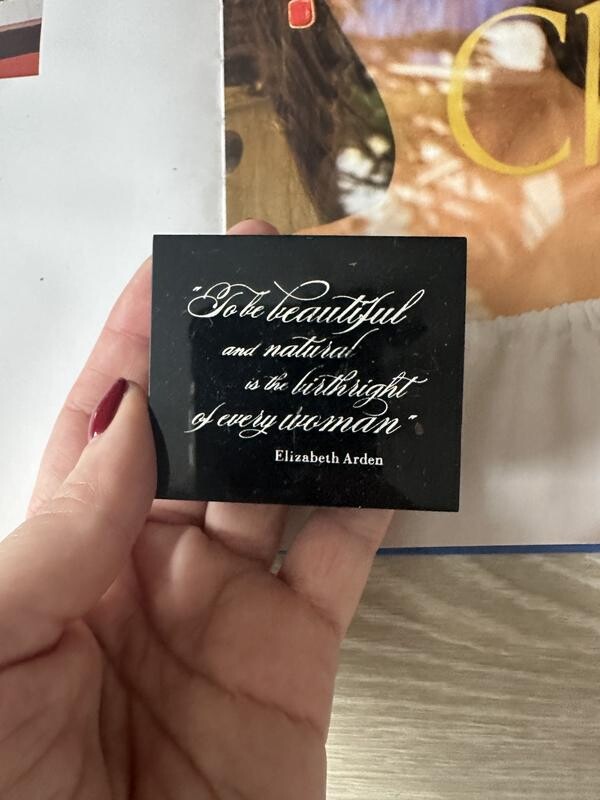 "To be beautiful
and natural
is the birthright
of every woman"
Elizabeth Arden